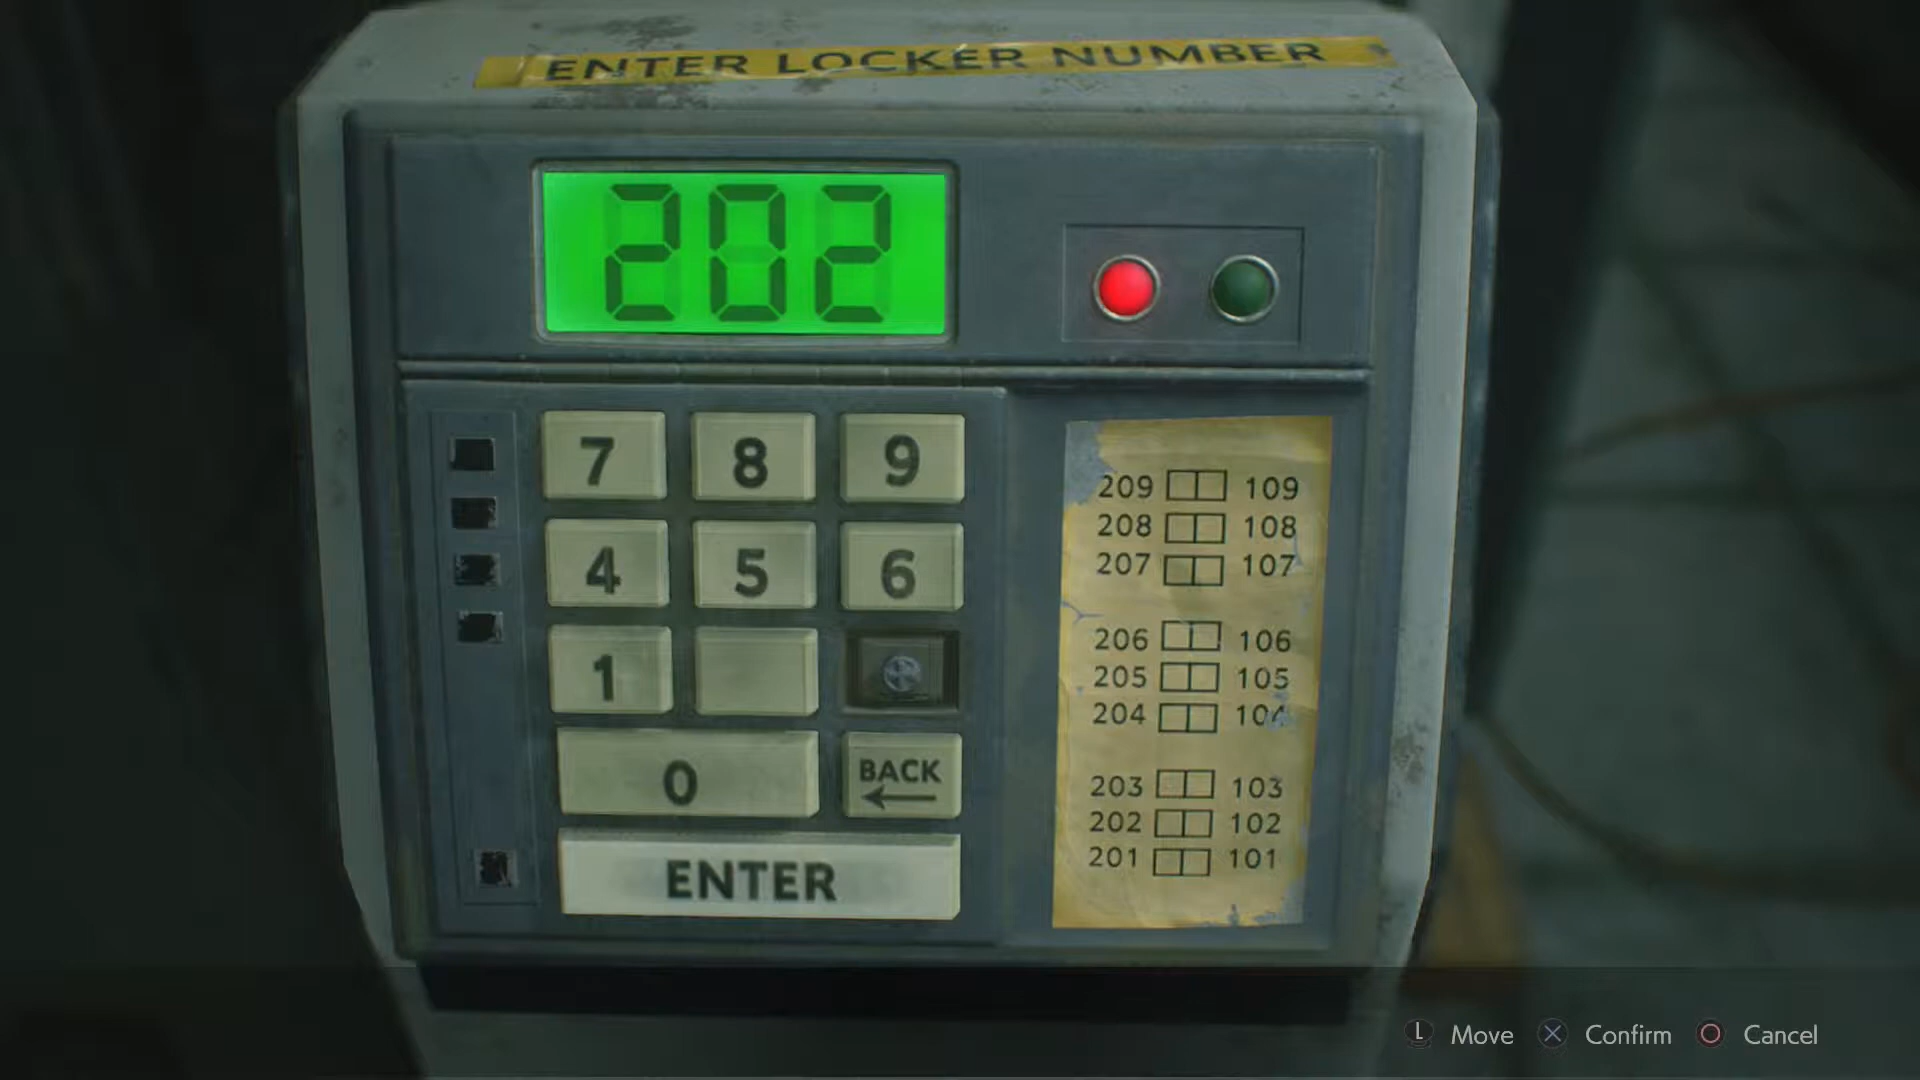 ENTER LOCKER NUMBER
202
7 8 9
4 5 6
1
0 BACK
ENTER
209 109
208 108
207 107
206 106
205 105
204 104
203 103
202 102
201 101
L Move Confirm Cancel